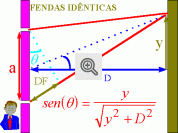 FENDAS IDÊNTICAS
θ
y
a
θ
DF
D
sen(θ) = y / √(y² + D²)